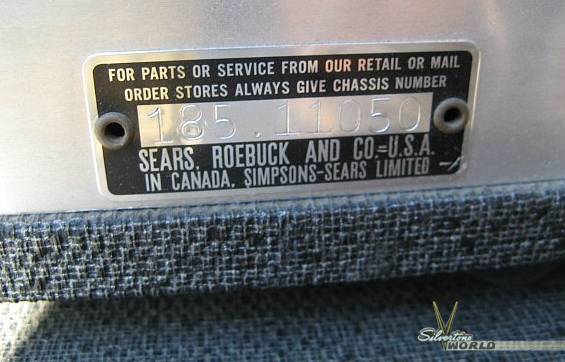 FOR PARTS OR SERVICE FROM OUR RETAIL OR MAIL
ORDER STORES ALWAYS GIVE CHASSIS NUMBER
185.11050
SEARS, ROEBUCK AND CO.=U.S.A.
IN CANADA, SIMPSONS-SEARS LIMITED
Silvertone
WORLD